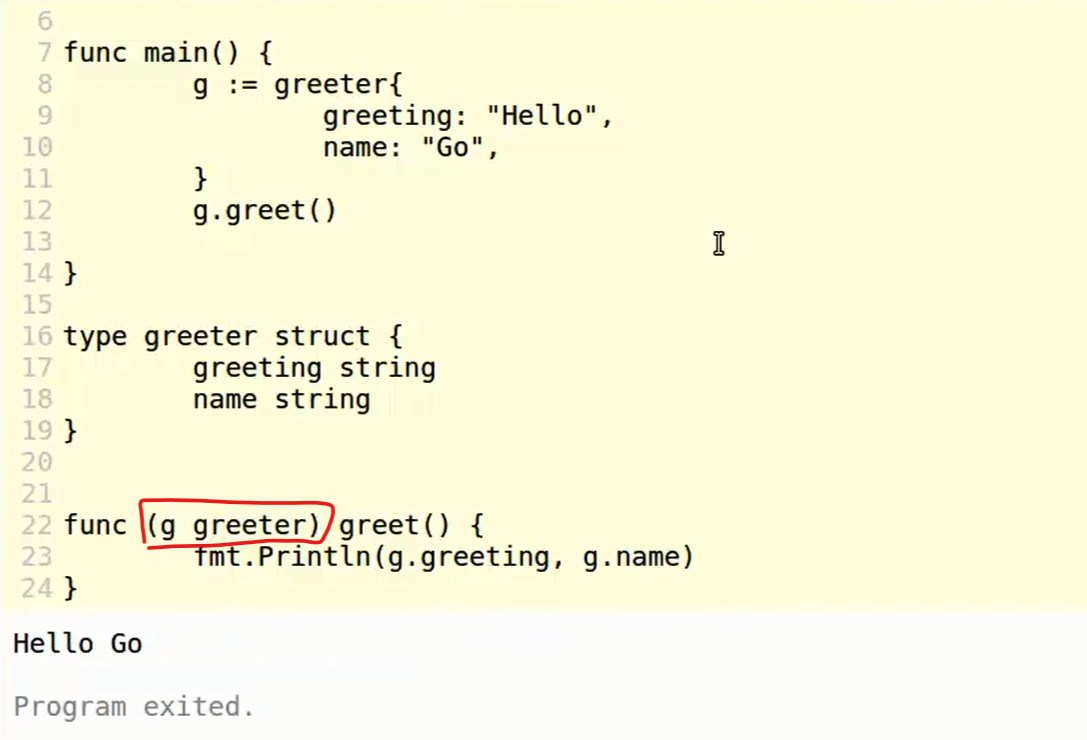 6
7 func main() {
8 g := greeter{
9 greeting: "Hello",
10 name: "Go",
11 }
12 g.greet()
13
14 }
15
16 type greeter struct {
17 greeting string
18 name string
19 }
20
21
22 func (g greeter) greet() {
23 fmt.Println(g.greeting, g.name)
24 }
Hello Go
Program exited.